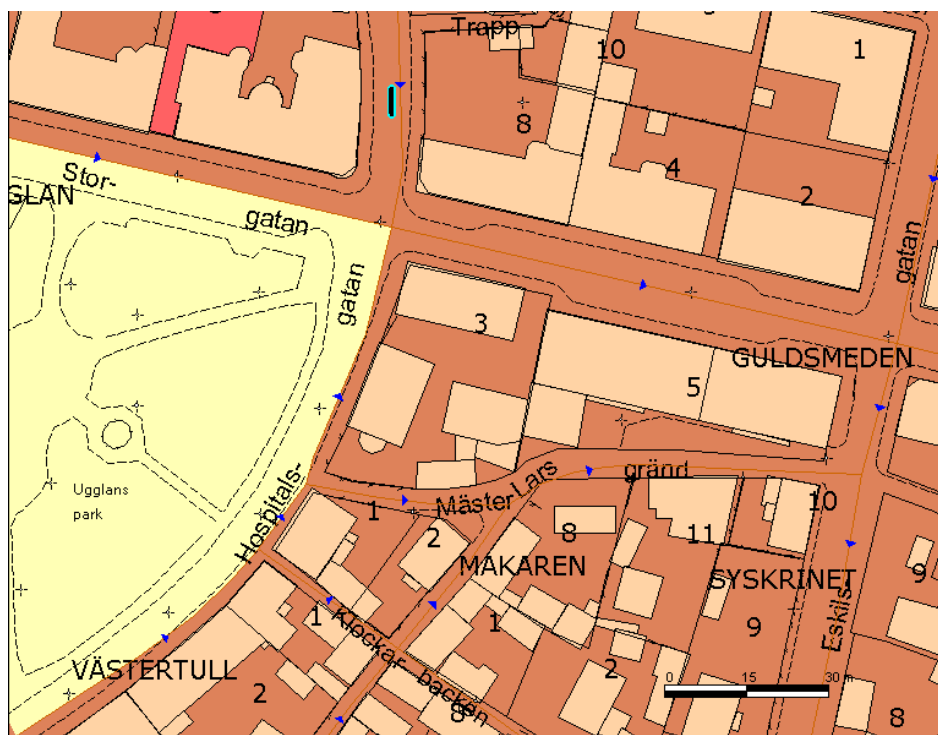 Trapp
10
1
8
4
2
Stor-
GLAN
gatan
gatan
gatan
3
GULDSMEDEN
5
Ugglans
park
Hospitals-
Mäster Lars
gränd
1
2
8
10
11
MAKAREN
SYSKRINET
9
9
1
Klockar
backen
1
Eskils-
2
0 15 30 m
VÄSTERTULL
2
8
8